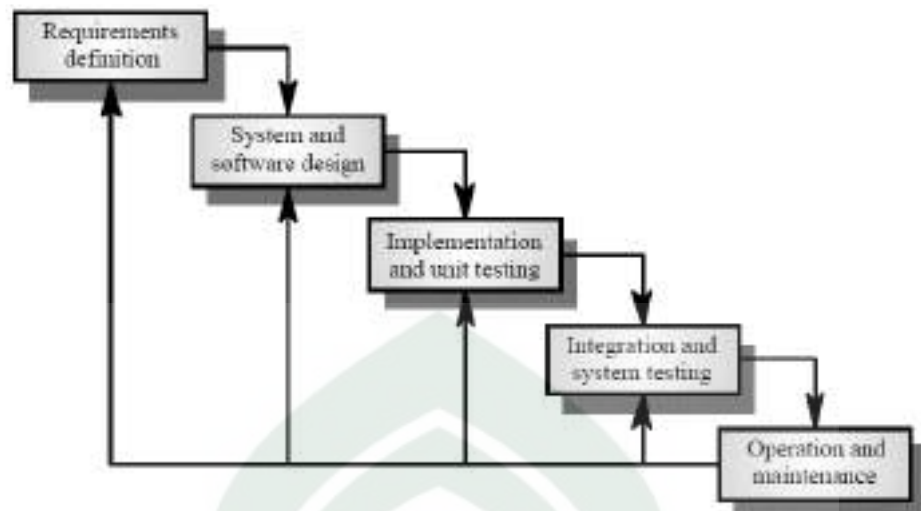 Requirements
definition
System and
software design
Implementation
and unit testing
Integration and
system testing
Operation and
maintenance